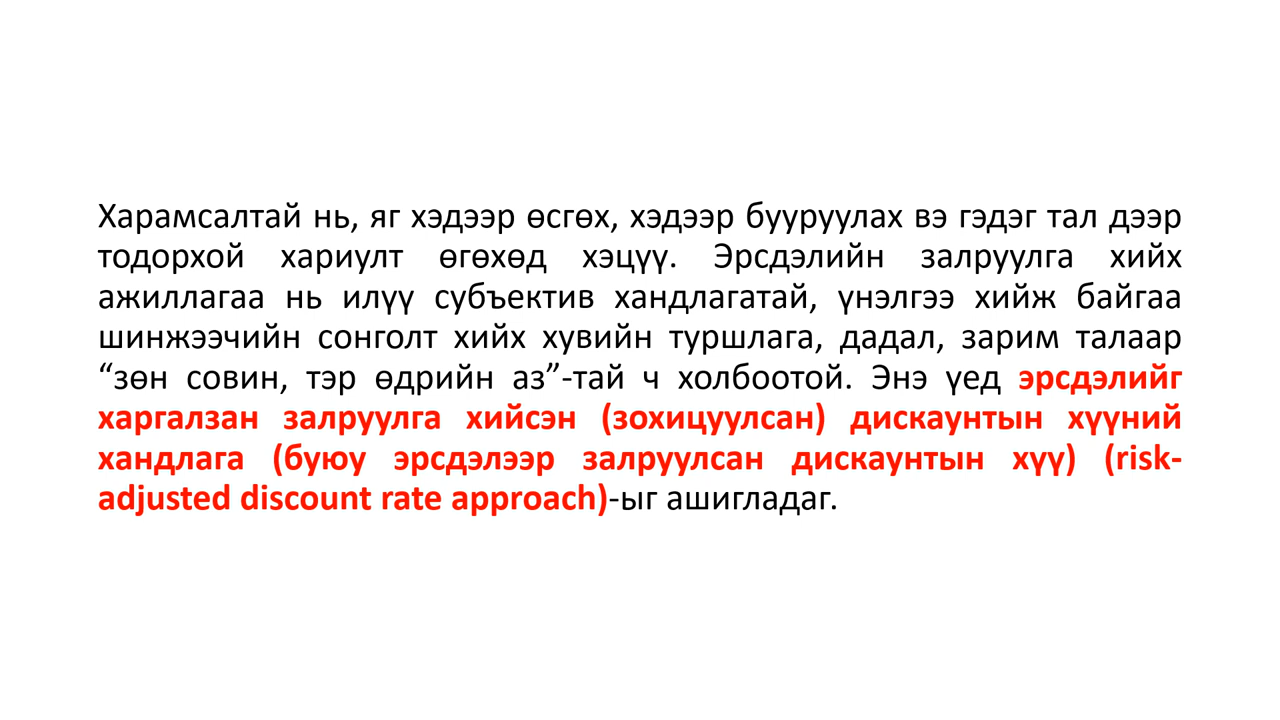 Харамсалтай нь, яг хэдээр өсгөх, хэдээр бууруулах вэ гэдэг тал дээр
тодорхой хариулт өгөхөд хэцүү. Эрсдэлийн залруулга хийх
ажиллагаа нь илүү субъектив хандлагатай, үнэлгээ хийж байгаа
шинжээчийн сонголт хийх хувийн туршлага, дадал, зарим талаар
“зөн совин, тэр өдрийн аз”-тай ч холбоотой. Энэ үед эрсдэлийг
харгалзан залруулга хийсэн (зохицуулсан) дискаунтын хүүний
хандлага (буюу эрсдэлээр залруулсан дискаунтын хүү) (risk-
adjusted discount rate approach)-ыг ашигладаг.